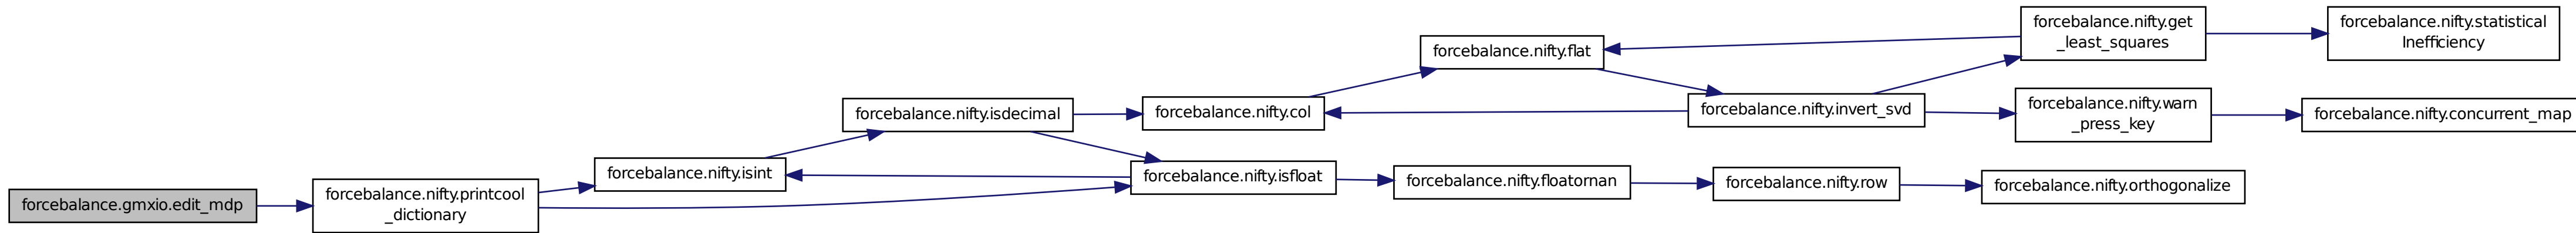 forcebalance.gmxio.edit_mdp
forcebalance.nifty.printcool
_dictionary
forcebalance.nifty.isint
forcebalance.nifty.isdecimal
forcebalance.nifty.col
forcebalance.nifty.isfloat
forcebalance.nifty.flat
forcebalance.nifty.floatornan
forcebalance.nifty.invert_svd
forcebalance.nifty.row
forcebalance.nifty.get
_least_squares
forcebalance.nifty.warn
_press_key
forcebalance.nifty.orthogonalize
forcebalance.nifty.statistical
Inefficiency
forcebalance.nifty.concurrent_map